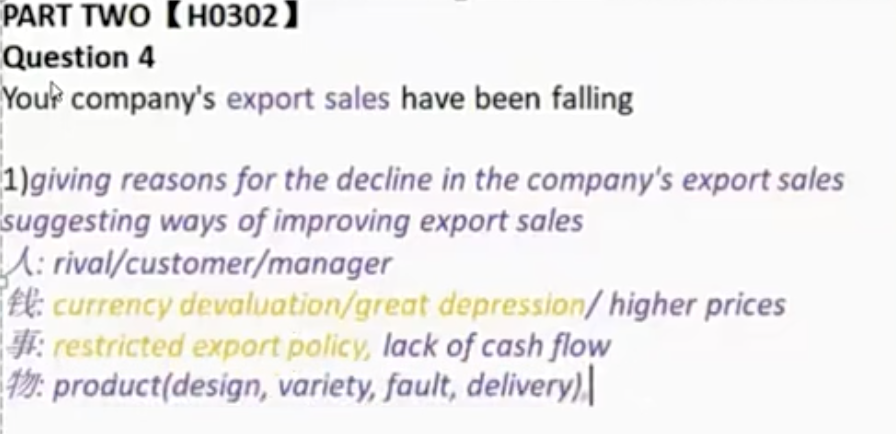 PART TWO【H0302】
Question 4
Your company's export sales have been falling
1)giving reasons for the decline in the company's export sales
suggesting ways of improving export sales
人: rival/customer/manager
钱: currency devaluation/great depression/ higher prices
事: restricted export policy, lack of cash flow
物: product(design, variety, fault, delivery),